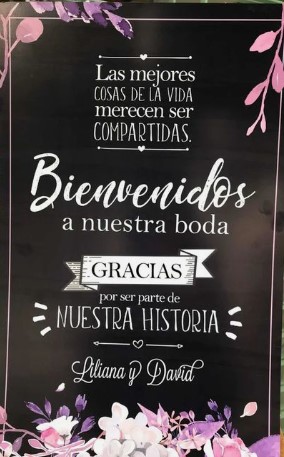 Las mejores
COSAS DE LA VIDA
merecen ser
COMPARTIDAS.
Bienvenidos
a nuestra boda
GRACIAS
por ser parte de
NUESTRA HISTORIA
Liliana y David